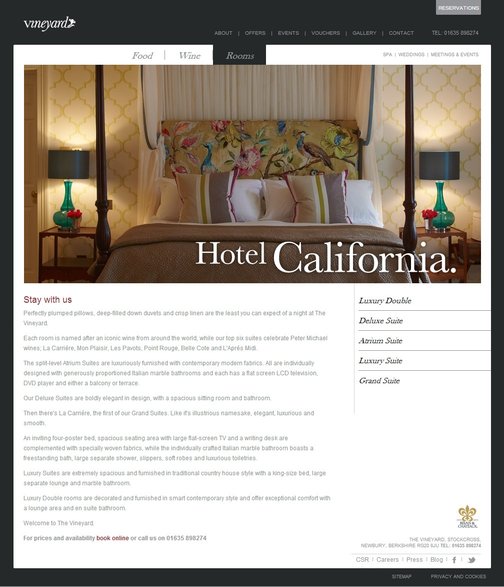 RESERVATIONS
vineyard
ABOUT | OFFERS | EVENTS | VOUCHERS | GALLERY | CONTACT TEL: 01635 898274
Food | Wine Rooms
SPA | WEDDINGS | MEETINGS & EVENTS
Hotel California.
Stay with us
Perfectly plumped pillows, deep-filled down duvets and crisp linen are the least you can expect of a night at The
Vineyard.
Each room is named after an iconic wine from around the world, while our top six suites celebrate Peter Michael
wines; La Carrière, Mon Plaisir, Les Pavots, Point Rouge, Belle Cote and L'Après Midi.
The split-level Atrium Suites are luxuriously furnished with contemporary modern fabrics. All are individually
designed with generously proportioned Italian marble bathrooms and each has a flat screen LCD television,
DVD player and either a balcony or terrace.
Our Deluxe Suites are boldly elegant in design, with a spacious sitting room and bathroom.
Then there's La Carrière, the first of our Grand Suites. Like it's illustrious namesake, elegant, luxurious and
smooth.
An inviting four-poster bed, spacious seating area with large flat-screen TV and a writing desk are
complemented with specially woven fabrics, while the individually crafted Italian marble bathroom boasts a
freestanding bath, large separate shower, slippers, soft robes and luxurious toiletries.
Luxury Suites are extremely spacious and furnished in traditional country house style with a king-size bed, large
separate lounge and marble bathroom.
Luxury Double rooms are decorated and furnished in smart contemporary style and offer exceptional comfort with
a lounge area and en suite bathroom.
Welcome to The Vineyard.
For prices and availability book online or call us on 01635 898274
Luxury Double
Deluxe Suite
Atrium Suite
Luxury Suite
Grand Suite
RELAIS &
CHATEAUX
THE VINEYARD, STOCKCROSS,
NEWBURY, BERKSHIRE RG20 8JU TEL: 01635 898274
CSR | Careers | Press | Blog |
SITEMAP PRIVACY AND COOKIES